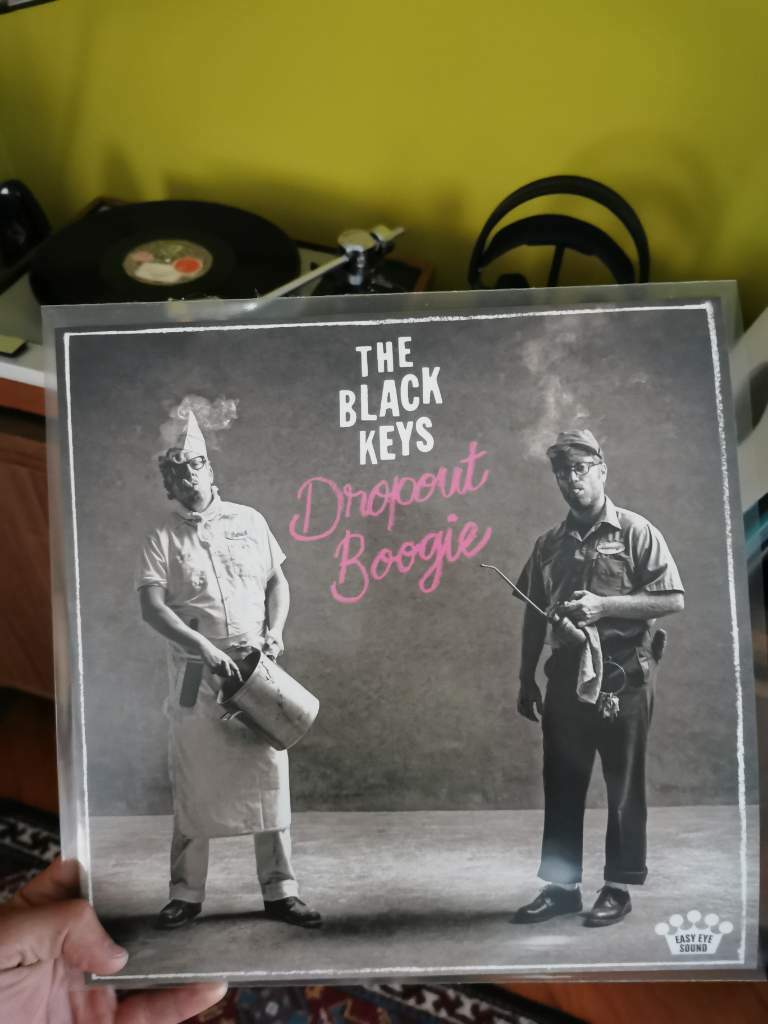 THE
BLACK
KEYS
Dropout
Boogie
EASY EYE
SOUND